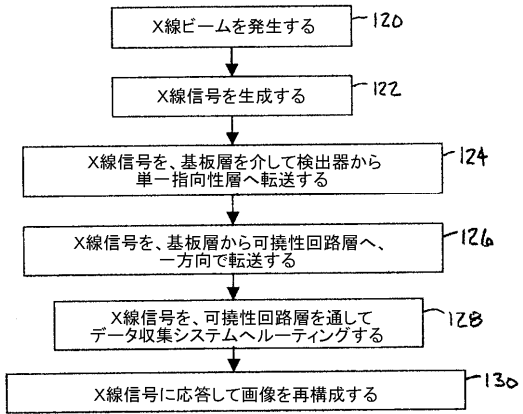 X線ビームを発生する
120
X線信号を生成する
122
X線信号を、基板層を介して検出器から
単一指向性層へ転送する
124
X線信号を、基板層から可撓性回路層へ、
一方向で転送する
126
X線信号を、可撓性回路層を通して
データ収集システムへルーティングする
128
X線信号に応答して画像を再構成する
130